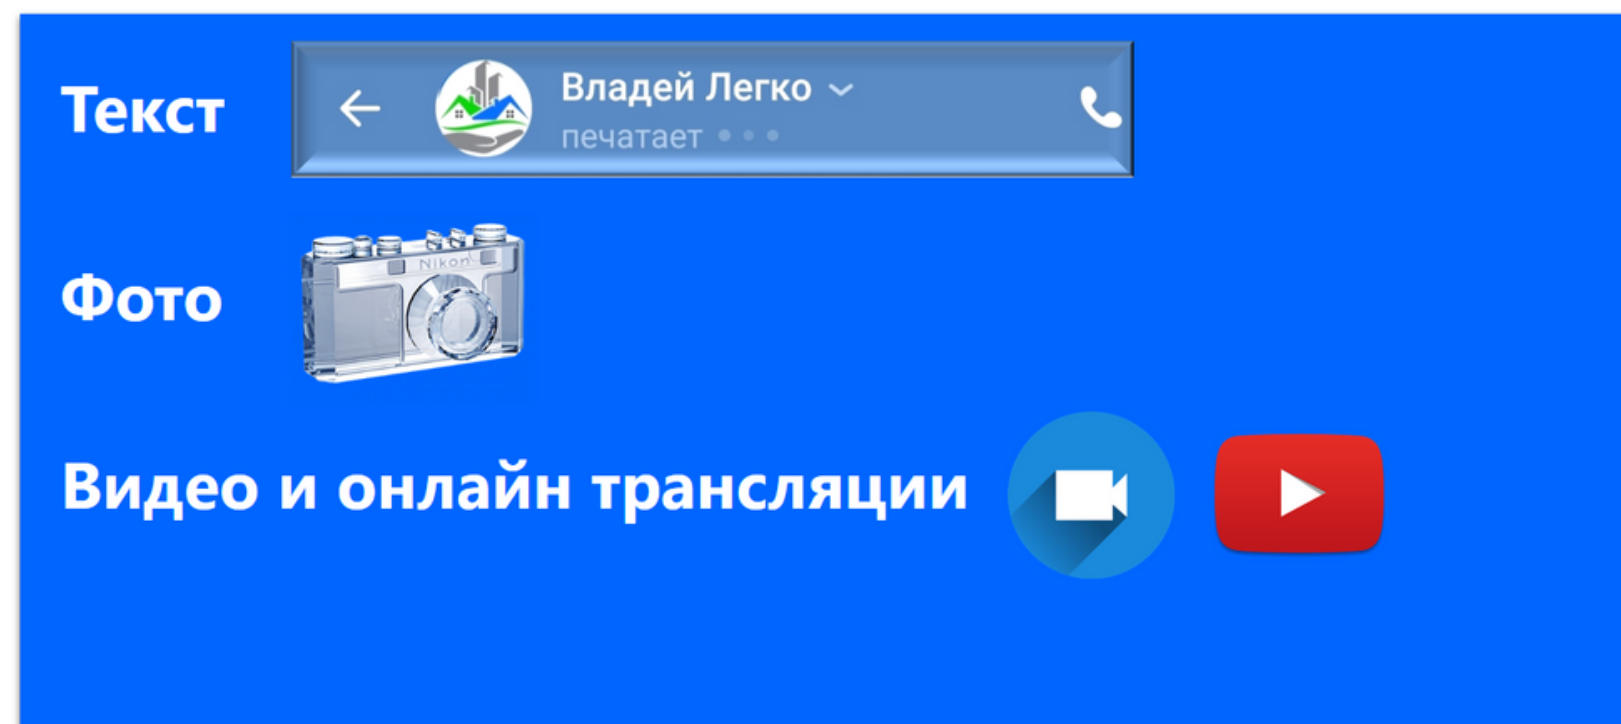 Текст
Владей Легко
печатает
Фото
Nikon
Видео и онлайн трансляции